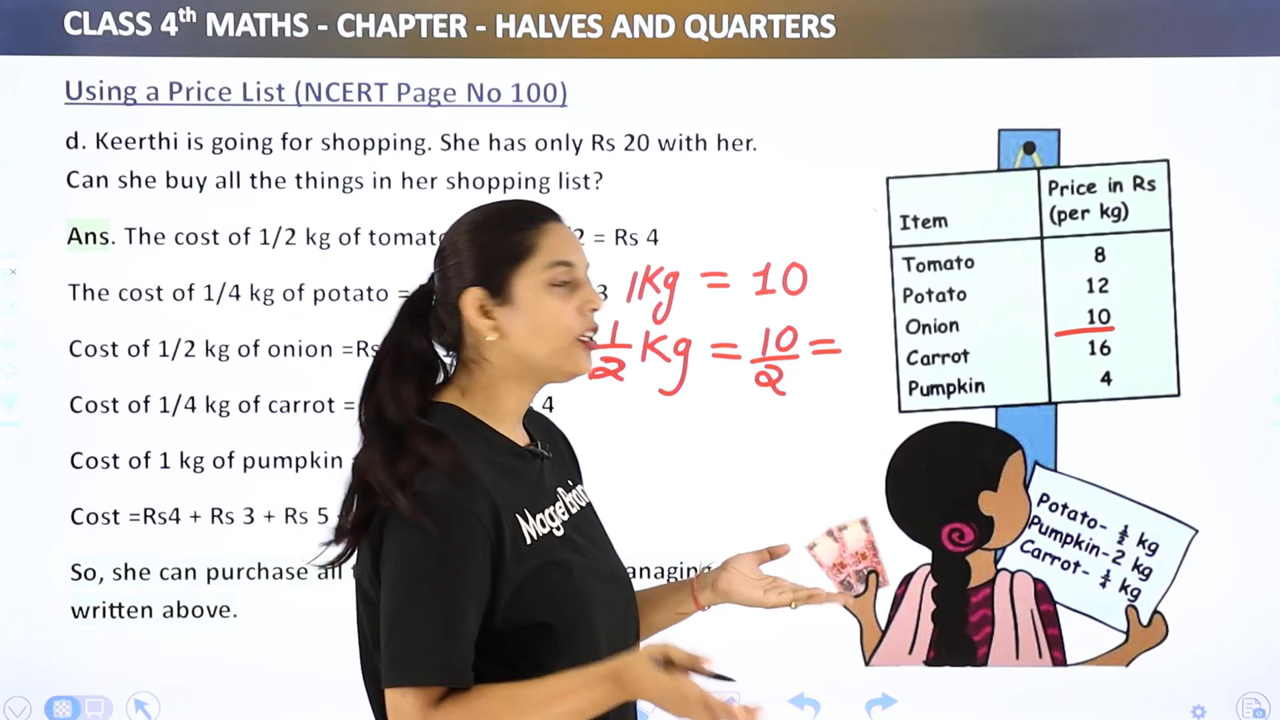 CLASS 4th MATHS - CHAPTER - HALVES AND QUARTERS
Using a Price List (NCERT Page No 100)
d. Keerthi is going for shopping. She has only Rs 20 with her.
Can she buy all the things in her shopping list?
Ans. The cost of 1/2 kg of = Rs 4
The cost of 1/4 kg of potato = 3
Cost of 1/2 kg of onion =Rs
Cost of 1/4 kg of carrot = 4
Cost of 1 kg of pumpkin
Cost =Rs4 + Rs 3 + Rs 5
So, she can purchase all
written above.
1Kg = 10
1/2 Kg = 10/2 =
Item Price in Rs (per kg)
Tomato 8
Potato 12
Onion 10
Carrot 16
Pumpkin 4
Potato- 1/2 kg
Pumpkin-2 kg
Carrot- 1/4 kg